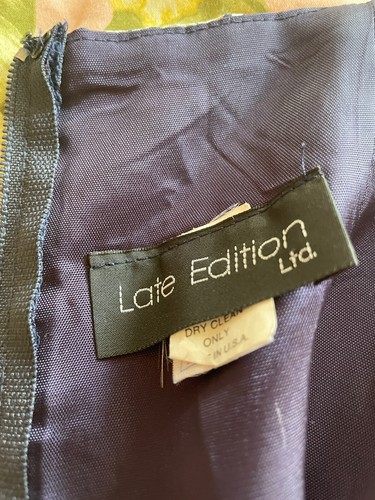 Late Edition
Ltd.
DRY CLEAN
ONLY
IN U.S.A.